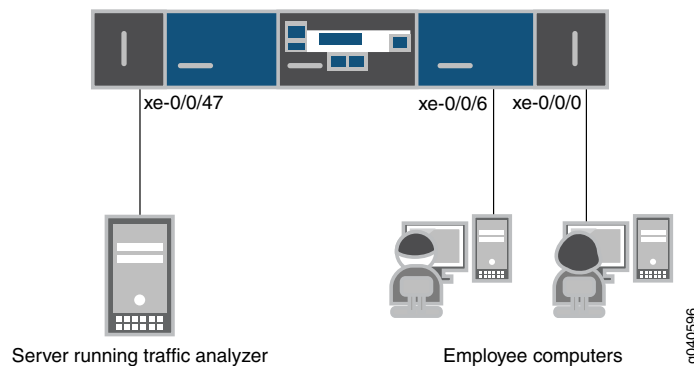 xe-0/0/47
xe-0/0/6
xe-0/0/0
Server running traffic analyzer
Employee computers
g040596